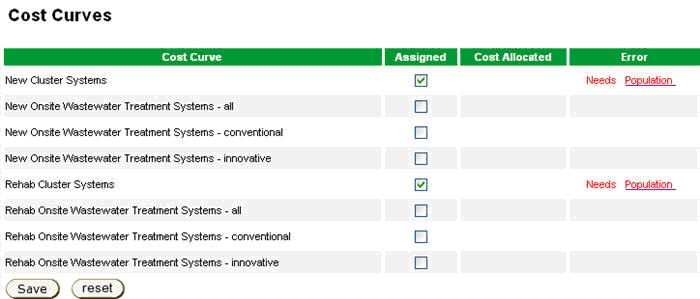 Cost Curves
Cost Curve Assigned Cost Allocated Error
New Cluster Systems Needs Population
New Onsite Wastewater Treatment Systems - all
New Onsite Wastewater Treatment Systems - conventional
New Onsite Wastewater Treatment Systems - innovative
Rehab Cluster Systems Needs Population
Rehab Onsite Wastewater Treatment Systems - all
Rehab Onsite Wastewater Treatment Systems - conventional
Rehab Onsite Wastewater Treatment Systems - innovative
Save reset